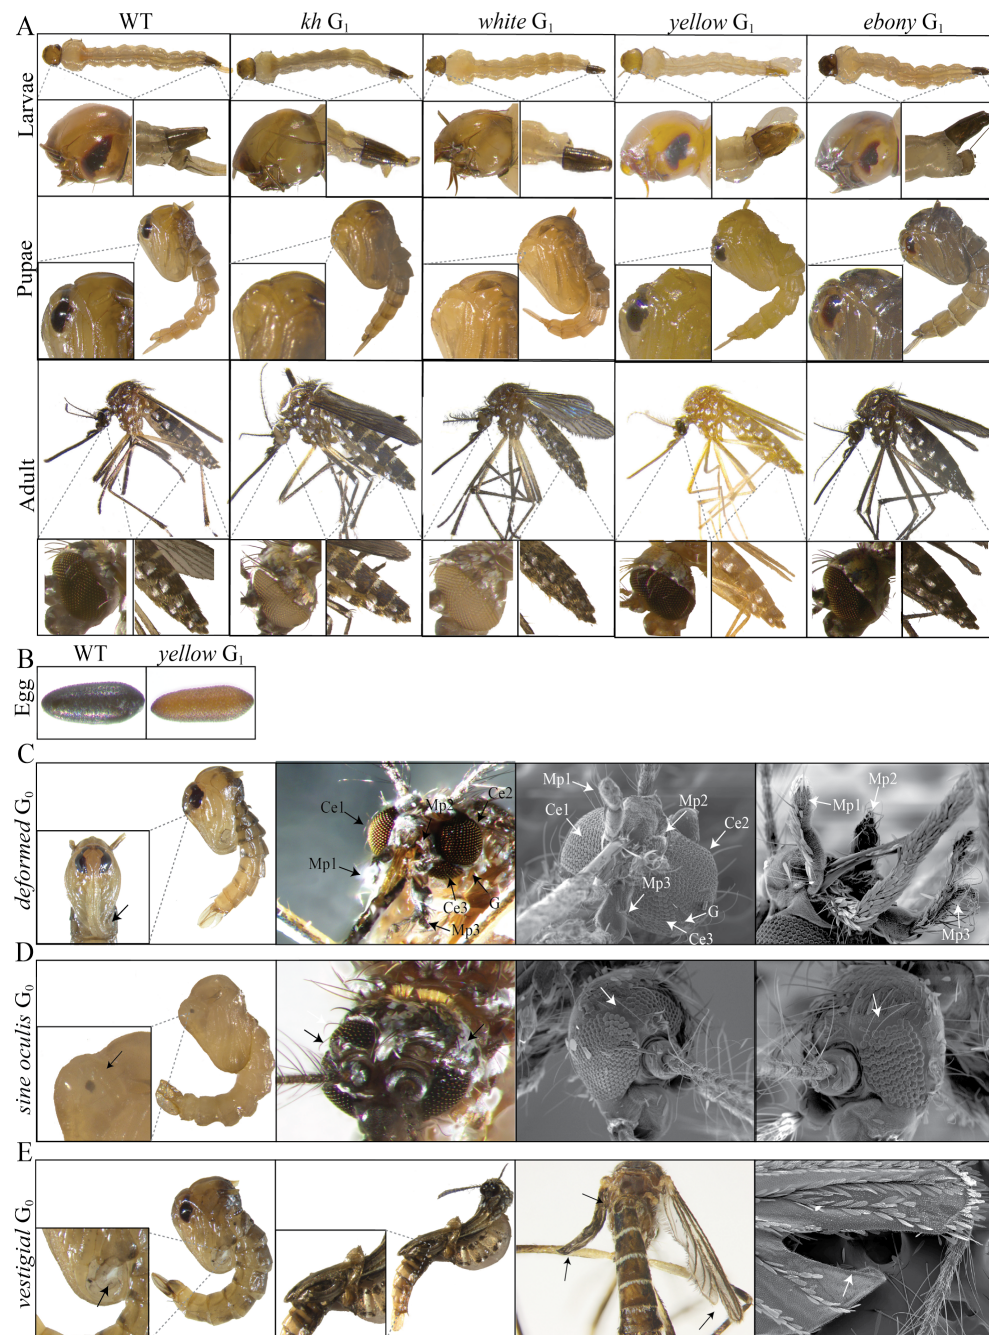 A
WT
kh G1
white G1
yellow G1
ebony G1
Larvae
Pupae
Adult
B
WT
yellow G1
Egg
C
deformed G0
Ce1
Mp2
Ce2
Mp1
Ce3
G
Mp3
Mp1
Ce1
Mp2
Ce2
Mp3
G
Ce3
Mp2
Mp1
Mp3
D
sine oculis G0
E
vestigial G0